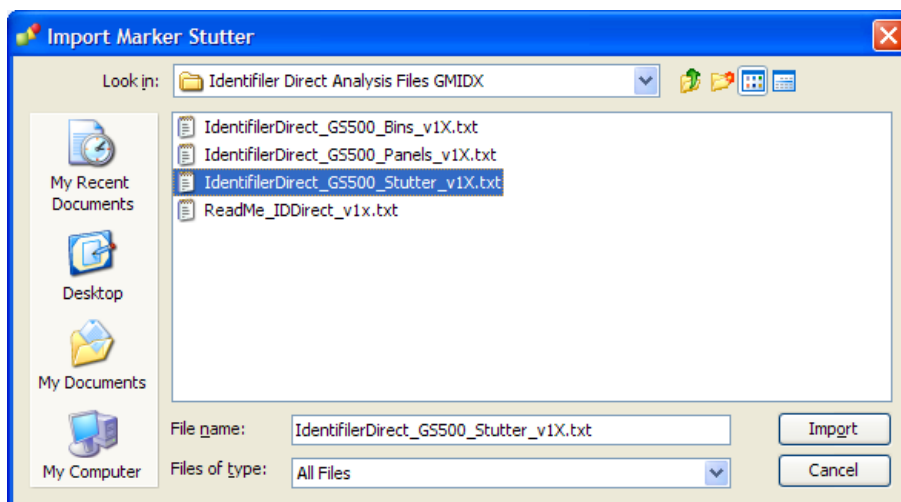 Import Marker Stutter
Look in: Identifiler Direct Analysis Files GMIDX
IdentifilerDirect_GS500_Bins_v1X.txt
IdentifilerDirect_GS500_Panels_v1X.txt
IdentifilerDirect_GS500_Stutter_v1X.txt
ReadMe_IDDirect_v1x.txt
My Recent
Documents
Desktop
My Documents
My Computer
File name: IdentifilerDirect_GS500_Stutter_v1X.txt Import
Files of type: All Files Cancel